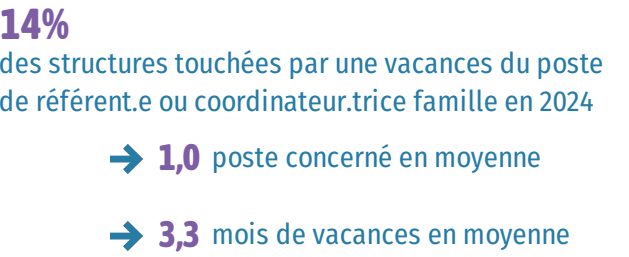 14%
des structures touchées par une vacances du poste
de référent.e ou coordinateur.trice famille en 2024
→ 1,0 poste concerné en moyenne
→ 3,3 mois de vacances en moyenne